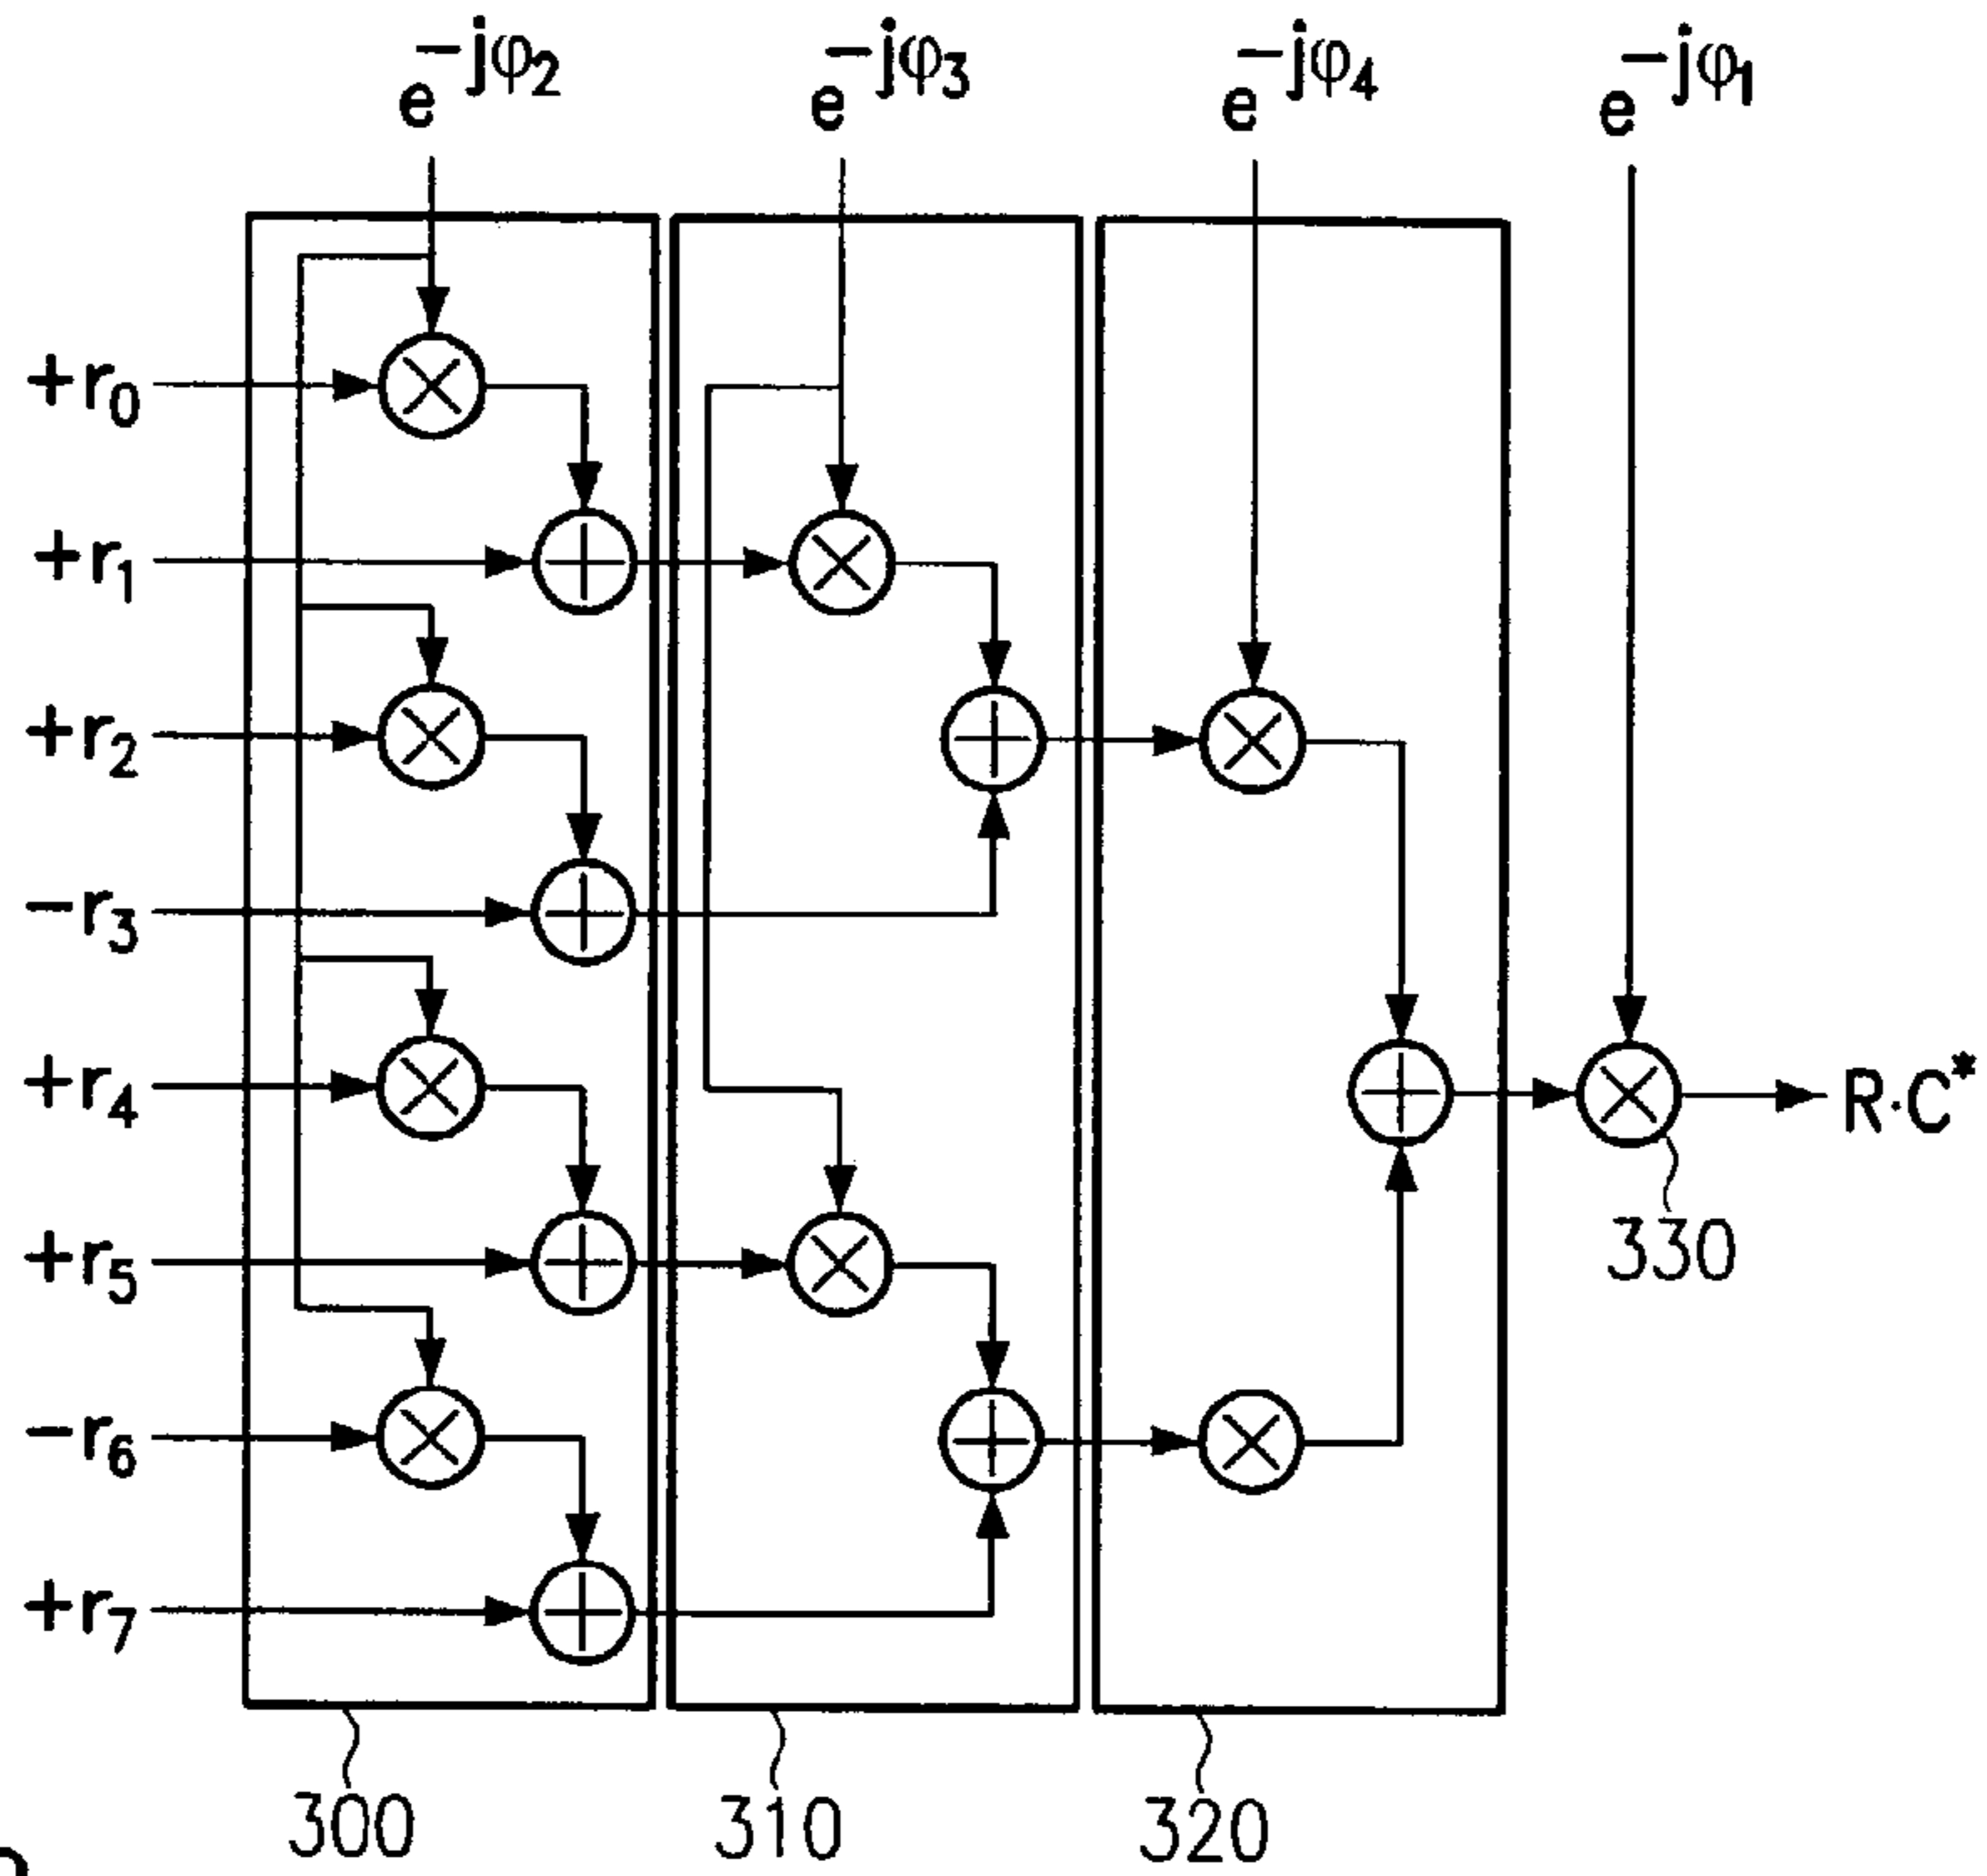 e^{-jφ2} e^{-jφ3} e^{-jφ4} e^{-jφ1}
+r0
+r1
+r2
-r3
+r4
R·C*
+r5
330
-r6
+r7
300 310 320